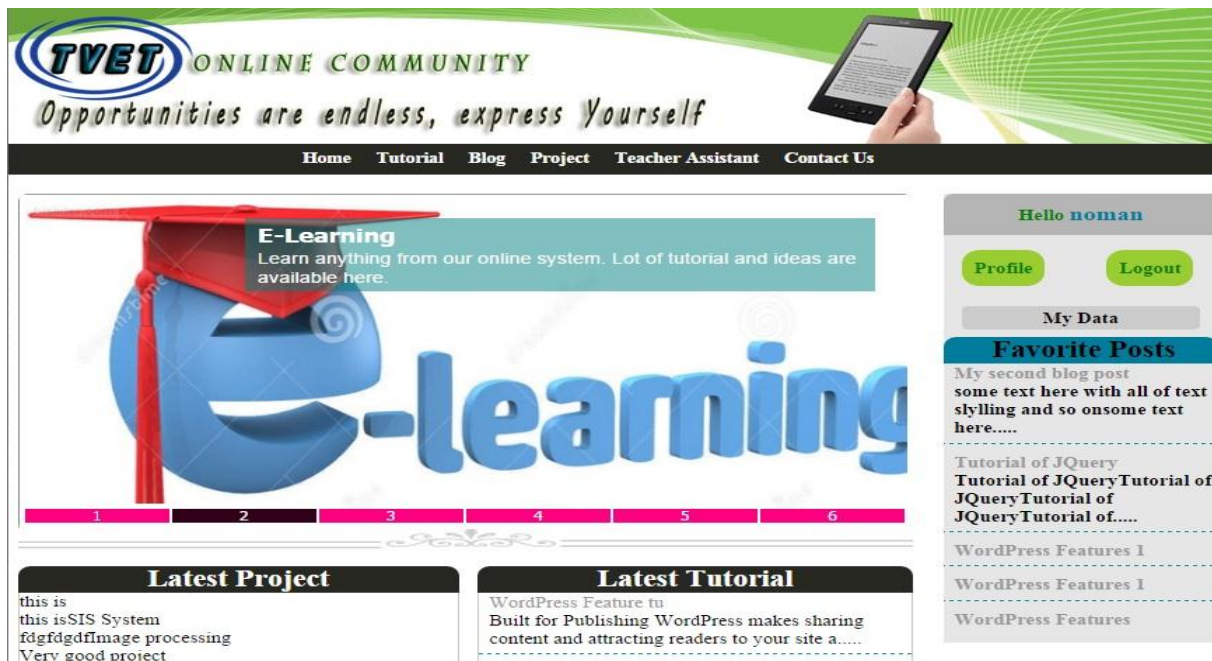 TVET ONLINE COMMUNITY
Opportunities are endless, express Yourself
Home Tutorial Blog Project Teacher Assistant Contact Us
E-Learning
Learn anything from our online system. Lot of tutorial and ideas are
available here.
e-learning
1 2 3 4 5 6
Hello noman
Profile Logout
My Data
Favorite Posts
My second blog post
some text here with all of text
slylling and so onsome text
here.....
Tutorial of JQuery
Tutorial of JQueryTutorial of
JQueryTutorial of
JQueryTutorial of.....
WordPress Features 1
WordPress Features 1
WordPress Features
Latest Project
this is
this isSIS System
fdgfdgdfImage processing
Very good project
Latest Tutorial
WordPress Feature tu
Built for Publishing WordPress makes sharing
content and attracting readers to your site a.....